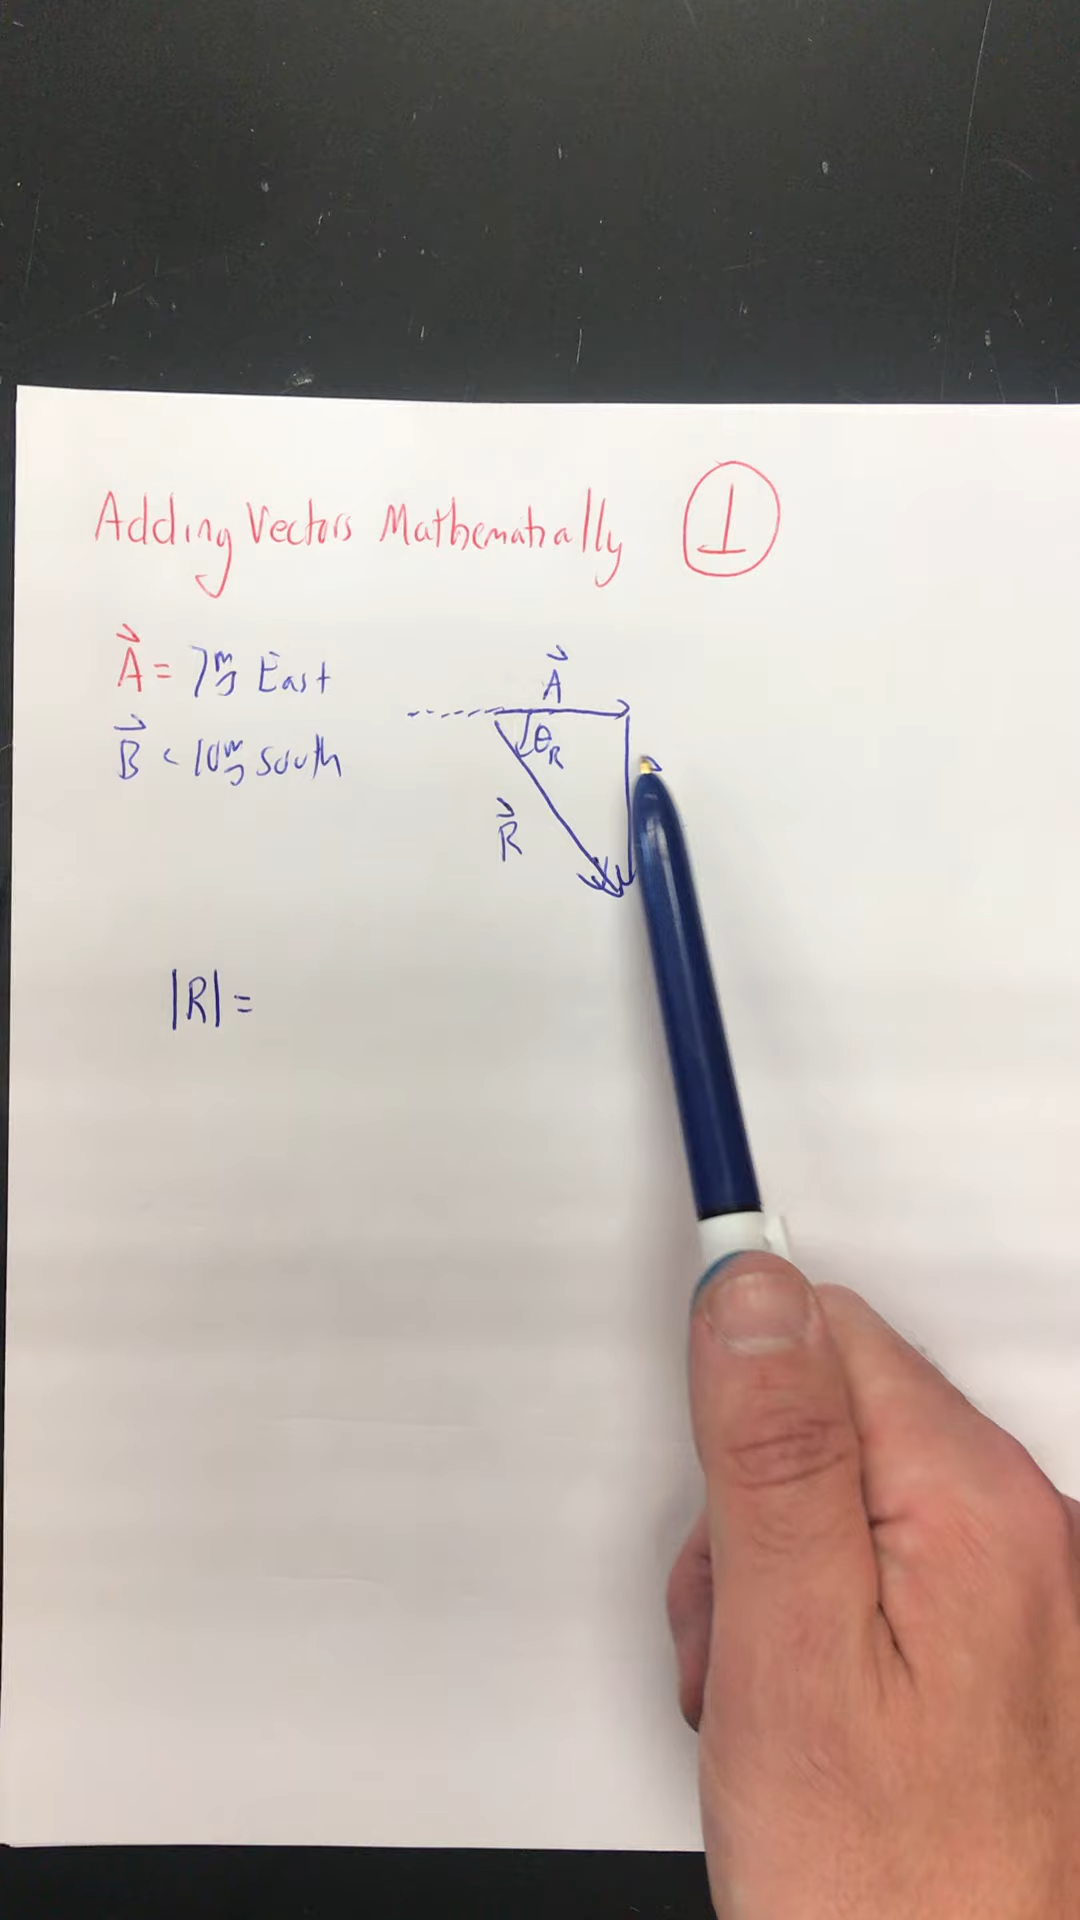 Adding Vectors Mathematically ①
A = 7 m/s East
B = 10 m/s South
A
θR
R
|R| =